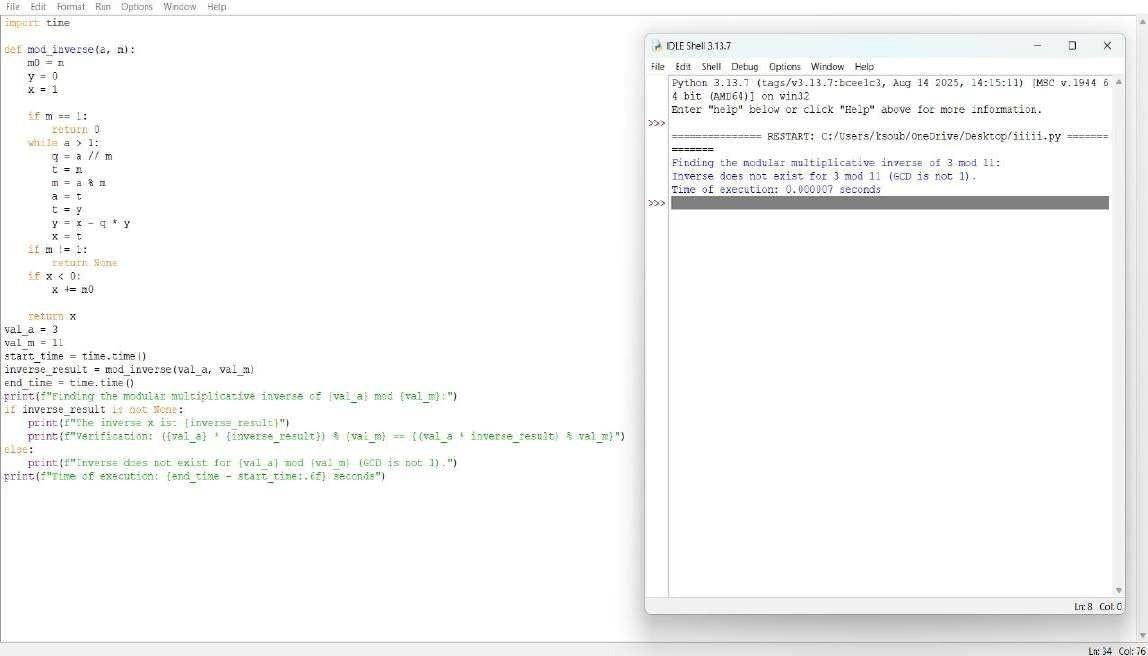 File Edit Format Run Options Window Help
import time
def mod_inverse(a, m):
    m0 = m
    y = 0
    x = 1
    if m == 1:
        return 0
    while a > 1:
        q = a // m
        t = m
        m = a % m
        a = t
        t = y
        y = x - q * y
        x = t
    if m != 1:
        return None
    if x < 0:
        x += m0
    return x
val_a = 3
val_m = 11
start_time = time.time()
inverse_result = mod_inverse(val_a, val_m)
end_time = time.time()
print(f"Finding the modular multiplicative inverse of {val_a} mod {val_m}:")
if inverse_result is not None:
    print(f"The inverse x is: {inverse_result}")
    print(f"Verification: ({val_a} * {inverse_result}) % {val_m} == {(val_a * inverse_result) % val_m}")
else:
    print(f"Inverse does not exist for {val_a} mod {val_m} (GCD is not 1).")
print(f"Time of execution: {end_time - start_time:.6f} seconds")
Ln: 34 Col: 76
IDLE Shell 3.13.7
File Edit Shell Debug Options Window Help
Python 3.13.7 (tags/v3.13.7:bcee1c3, Aug 14 2025, 14:15:11) [MSC v.1944 6
4 bit (AMD64)] on win32
Enter "help" below or click "Help" above for more information.
>>>
=============== RESTART: C:/Users/ksoub/OneDrive/Desktop/iiiii.py =======
=======
Finding the modular multiplicative inverse of 3 mod 11:
Inverse does not exist for 3 mod 11 (GCD is not 1).
Time of execution: 0.000007 seconds
>>>
Ln: 8 Col: 0